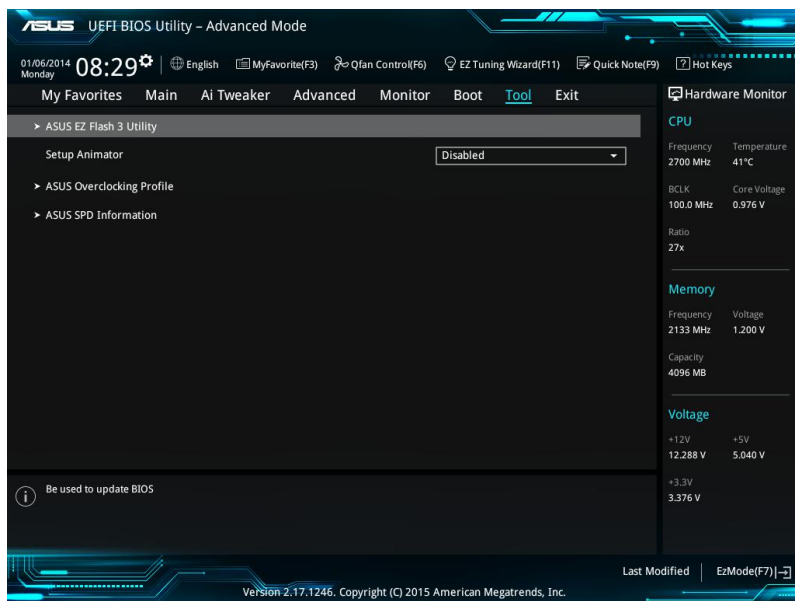 ASUS UEFI BIOS Utility – Advanced Mode
01/06/2014
Monday
08:29
English
MyFavorite(F3)
Qfan Control(F6)
EZ Tuning Wizard(F11)
Quick Note(F9)
? Hot Keys
My Favorites Main Ai Tweaker Advanced Monitor Boot Tool Exit
Hardware Monitor
> ASUS EZ Flash 3 Utility
Setup Animator Disabled
> ASUS Overclocking Profile
> ASUS SPD Information
CPU
Frequency Temperature
2700 MHz 41°C
BCLK Core Voltage
100.0 MHz 0.976 V
Ratio
27x
Memory
Frequency Voltage
2133 MHz 1.200 V
Capacity
4096 MB
Voltage
+12V +5V
12.288 V 5.040 V
+3.3V
3.376 V
i Be used to update BIOS
Last Modified
EzMode(F7)
Version 2.17.1246. Copyright (C) 2015 American Megatrends, Inc.